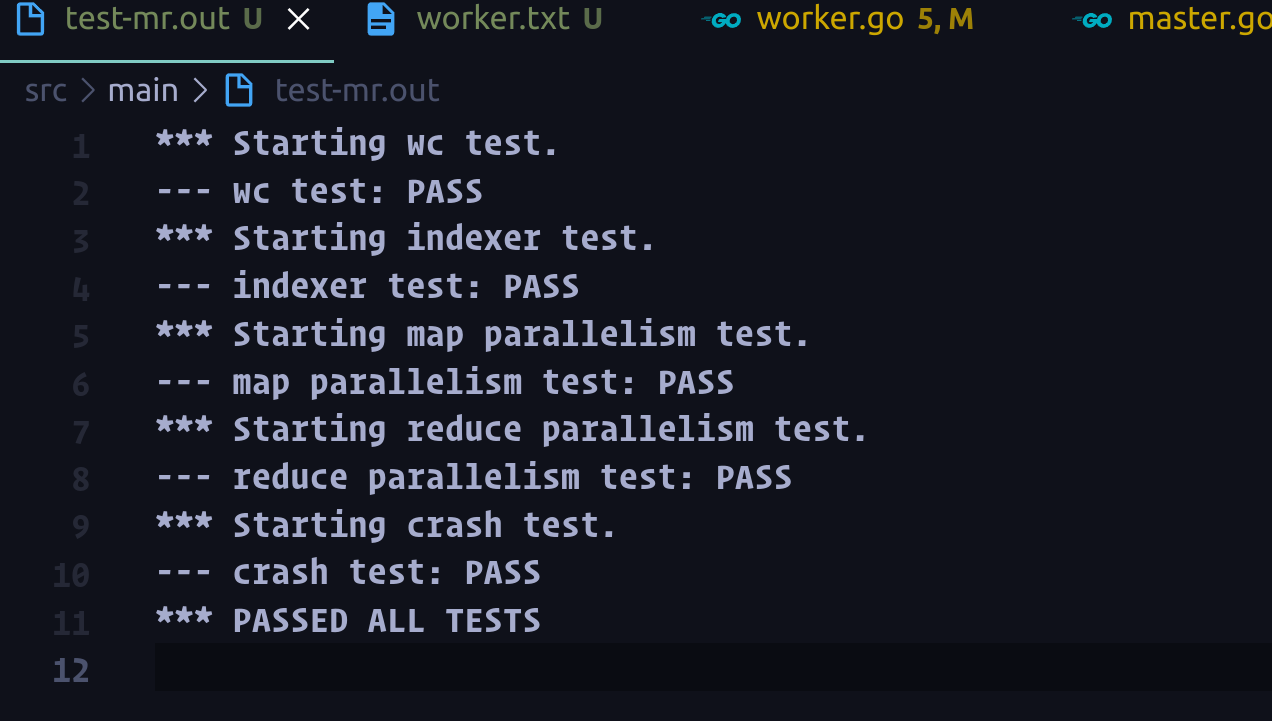 test-mr.out U worker.txt U GO worker.go 5, M GO master.go
src > main > test-mr.out
1 *** Starting wc test.
2 --- wc test: PASS
3 *** Starting indexer test.
4 --- indexer test: PASS
5 *** Starting map parallelism test.
6 --- map parallelism test: PASS
7 *** Starting reduce parallelism test.
8 --- reduce parallelism test: PASS
9 *** Starting crash test.
10 --- crash test: PASS
11 *** PASSED ALL TESTS
12